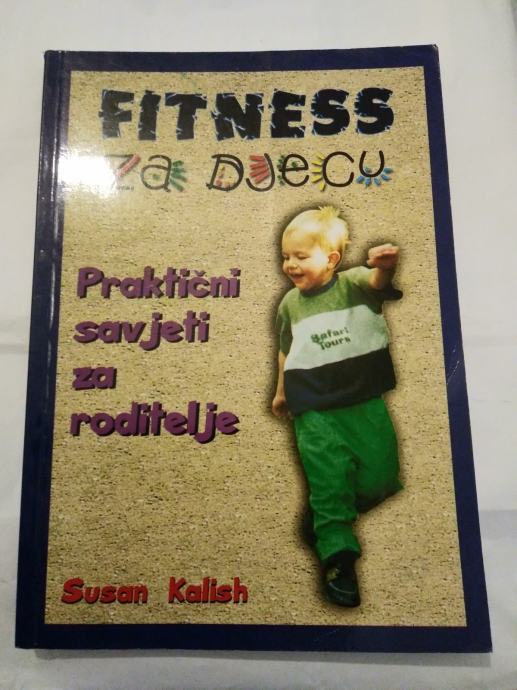 FITNESS
za DJecu
Praktični
savjeti
za
roditelje
Safari
Tours
Susan Kalish